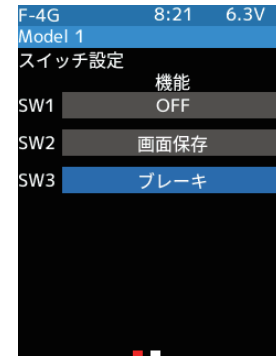 F-4G 8:21 6.3V
Model 1
スイッチ設定
機能
SW1 OFF
SW2 画面保存
SW3 ブレーキ